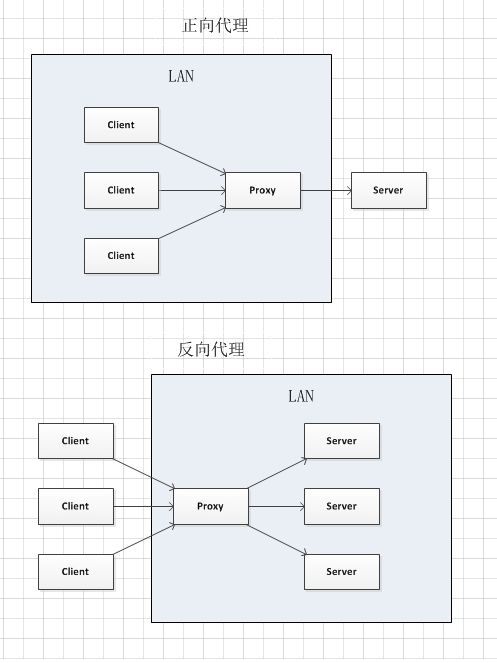 正向代理
LAN
Client
Client
Proxy
Server
Client
反向代理
LAN
Client
Server
Client
Proxy
Server
Client
Server